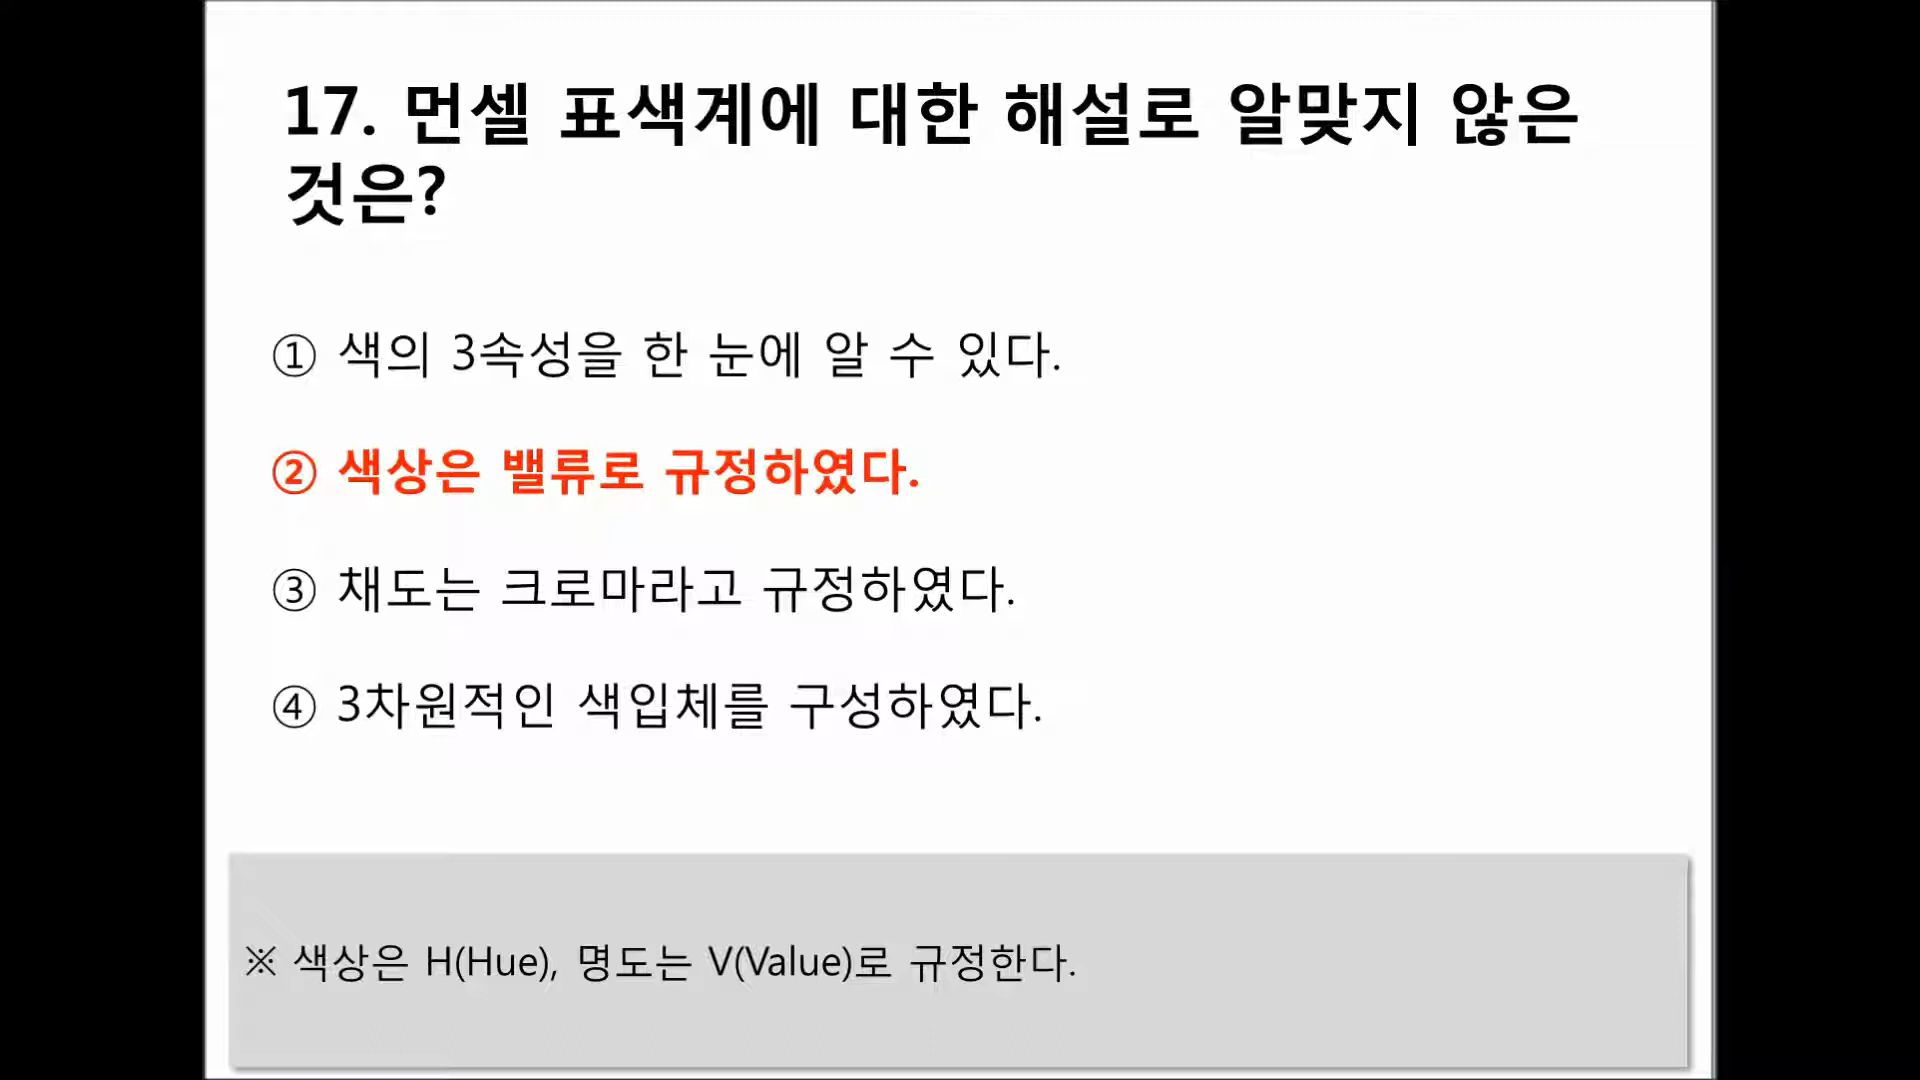 17. 먼셀 표색계에 대한 해설로 알맞지 않은
것은?
① 색의 3속성을 한 눈에 알 수 있다.
② 색상은 밸류로 규정하였다.
③ 채도는 크로마라고 규정하였다.
④ 3차원적인 색입체를 구성하였다.
※ 색상은 H(Hue), 명도는 V(Value)로 규정한다.